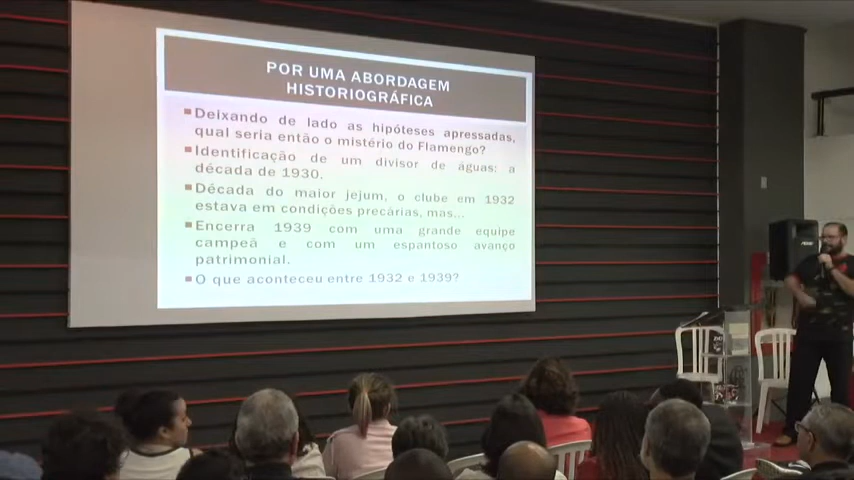 POR UMA ABORDAGEM
HISTORIOGRÁFICA
Deixando de lado as hipóteses apressadas,
qual seria então o mistério do Flamengo?
Identificação de um divisor de águas: a
década de 1930.
Década do maior jejum, o clube em 1932
estava em condições precárias, mas...
Encerra 1939 com uma grande equipe
campeã e com um espantoso avanço
patrimonial.
O que aconteceu entre 1932 e 1939?